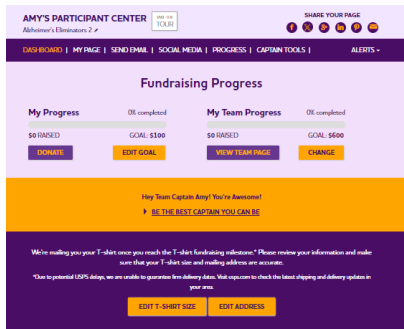 AMY'S PARTICIPANT CENTER
TOUR
SHARE YOUR PAGE
Alzheimer's Eliminators 2
DASHBOARD | MY PAGE | SEND EMAIL | SOCIAL MEDIA | PROGRESS | CAPTAIN TOOLS | ALERTS
Fundraising Progress
My Progress 0% completed
My Team Progress 0% completed
$0 RAISED GOAL: $100
$0 RAISED GOAL: $600
DONATE EDIT GOAL
VIEW TEAM PAGE CHANGE
Hey Team Captain Amy! You're Awesome!
BE THE BEST CAPTAIN YOU CAN BE
We're mailing you your T-shirt once you reach the T-shirt fundraising milestone.* Please review your information and make
sure that your T-shirt size and mailing address are accurate.
*Due to potential USPS delays, we are unable to guarantee firm delivery dates. Visit usps.com to check the latest shipping and delivery updates in
your area.
EDIT T-SHIRT SIZE EDIT ADDRESS